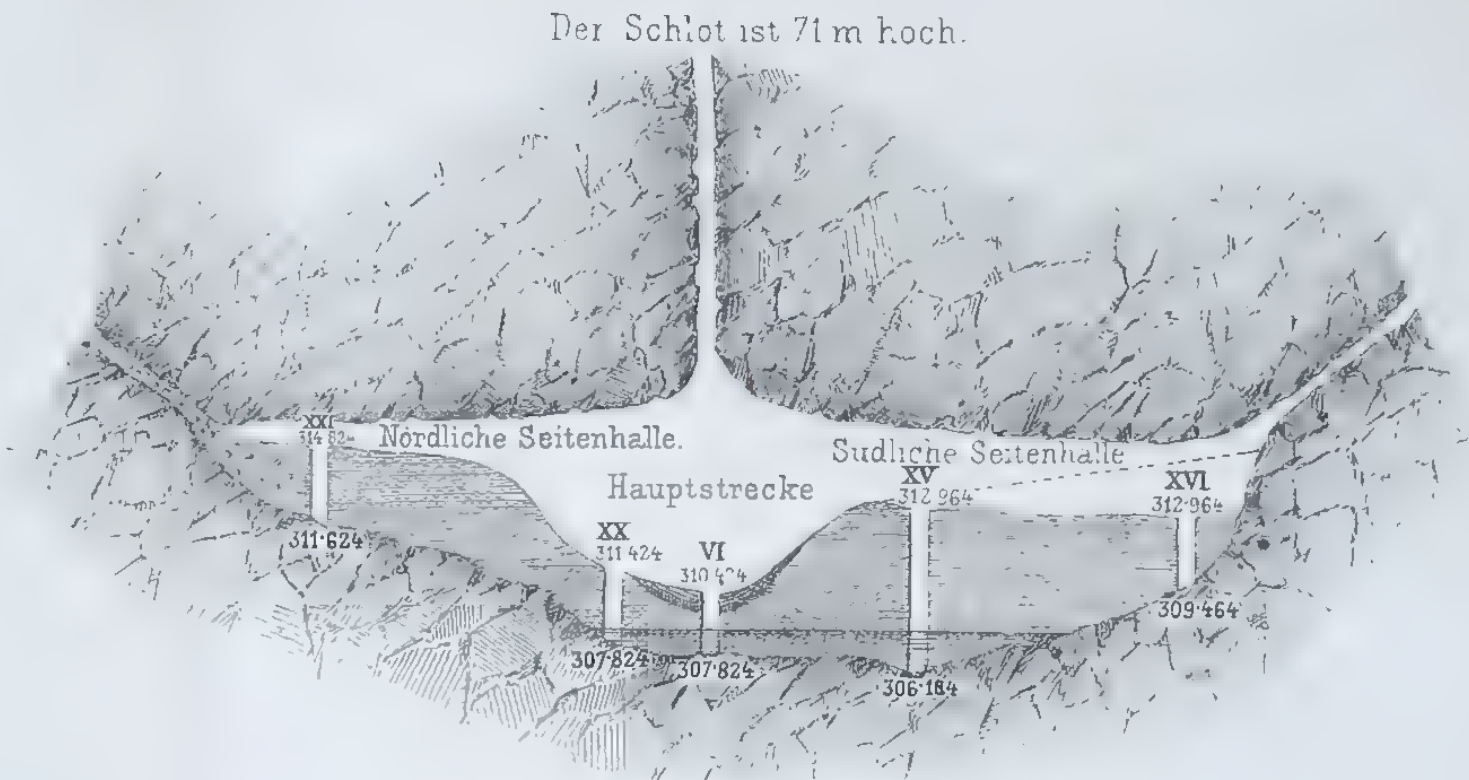 Der Schlot ist 71 m hoch.
XXI
Nördliche Seitenhalle.
Südliche Seitenhalle
Hauptstrecke
XV
312·964
XVI
312·964
XX
311·424
VI
311·624
309·464
307·824
307·824
306·184